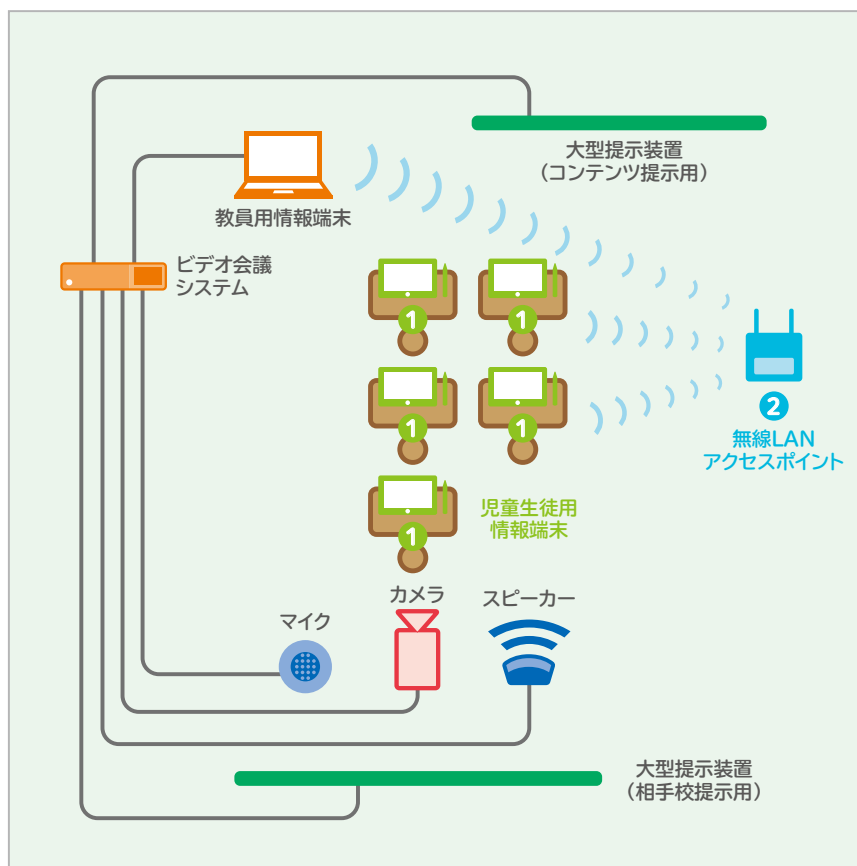 大型提示装置
（コンテンツ提示用）
教員用情報端末
ビデオ会議
システム
1
1
1
1
2
無線LAN
アクセスポイント
1
児童生徒用
情報端末
カメラ
スピーカー
マイク
大型提示装置
（相手校提示用）